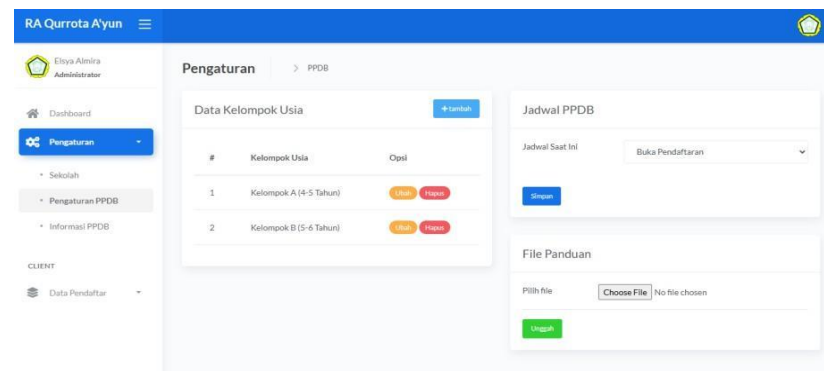 RA Qurrota A'yun
Elsya Almira
Administrator
Dashboard
Pengaturan
Sekolah
Pengaturan PPDB
Informasi PPDB
CLIENT
Data Pendaftar
Pengaturan > PPDB
Data Kelompok Usia
+tambah
# Kelompok Usia Opsi
1 Kelompok A (4-5 Tahun) Ubah Hapus
2 Kelompok B (5-6 Tahun) Ubah Hapus
Jadwal PPDB
Jadwal Saat Ini Buka Pendaftaran
Simpan
File Panduan
Pilih file Choose File No file chosen
Unggah